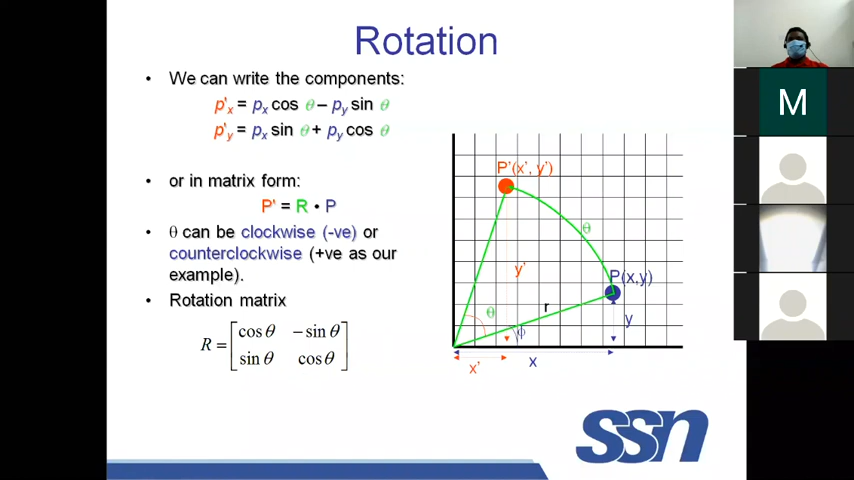 Rotation
• We can write the components:
p'x = px cos θ – py sin θ
p'y = px sin θ + py cos θ
• or in matrix form:
P' = R • P
• θ can be clockwise (-ve) or
counterclockwise (+ve as our
example).
• Rotation matrix
R = [cos θ − sin θ
sin θ cos θ]
P'(x', y')
θ
P(x,y)
y'
θ
r
y
ϕ
x
x'
ssn
M